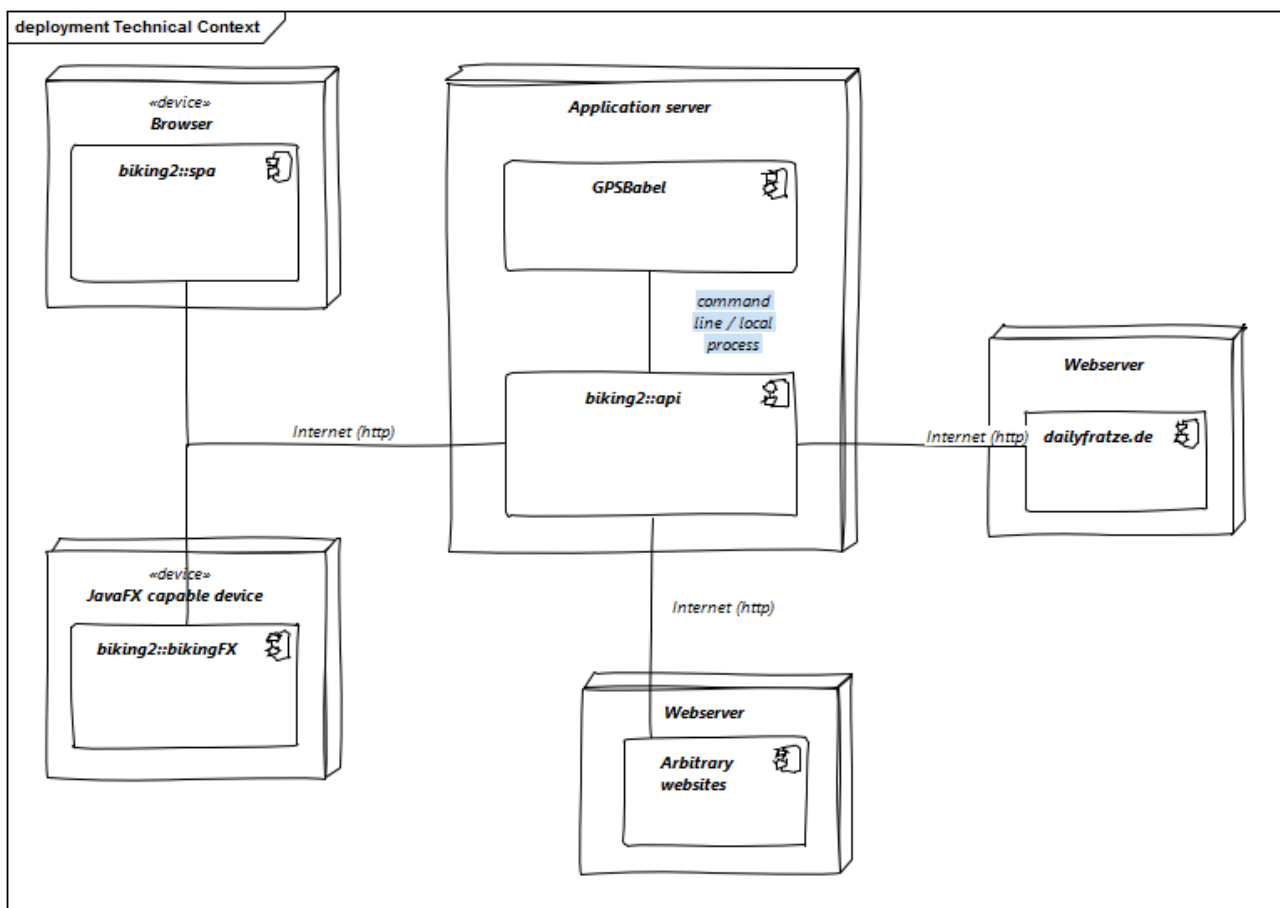 deployment Technical Context
«device»
Browser
biking2::spa
Application server
GPSBabel
command
line / local
process
biking2::api
Internet (http)
Internet (http)
Webserver
dailyfratze.de
«device»
JavaFX capable device
biking2::bikingFX
Internet (http)
Webserver
Arbitrary
websites